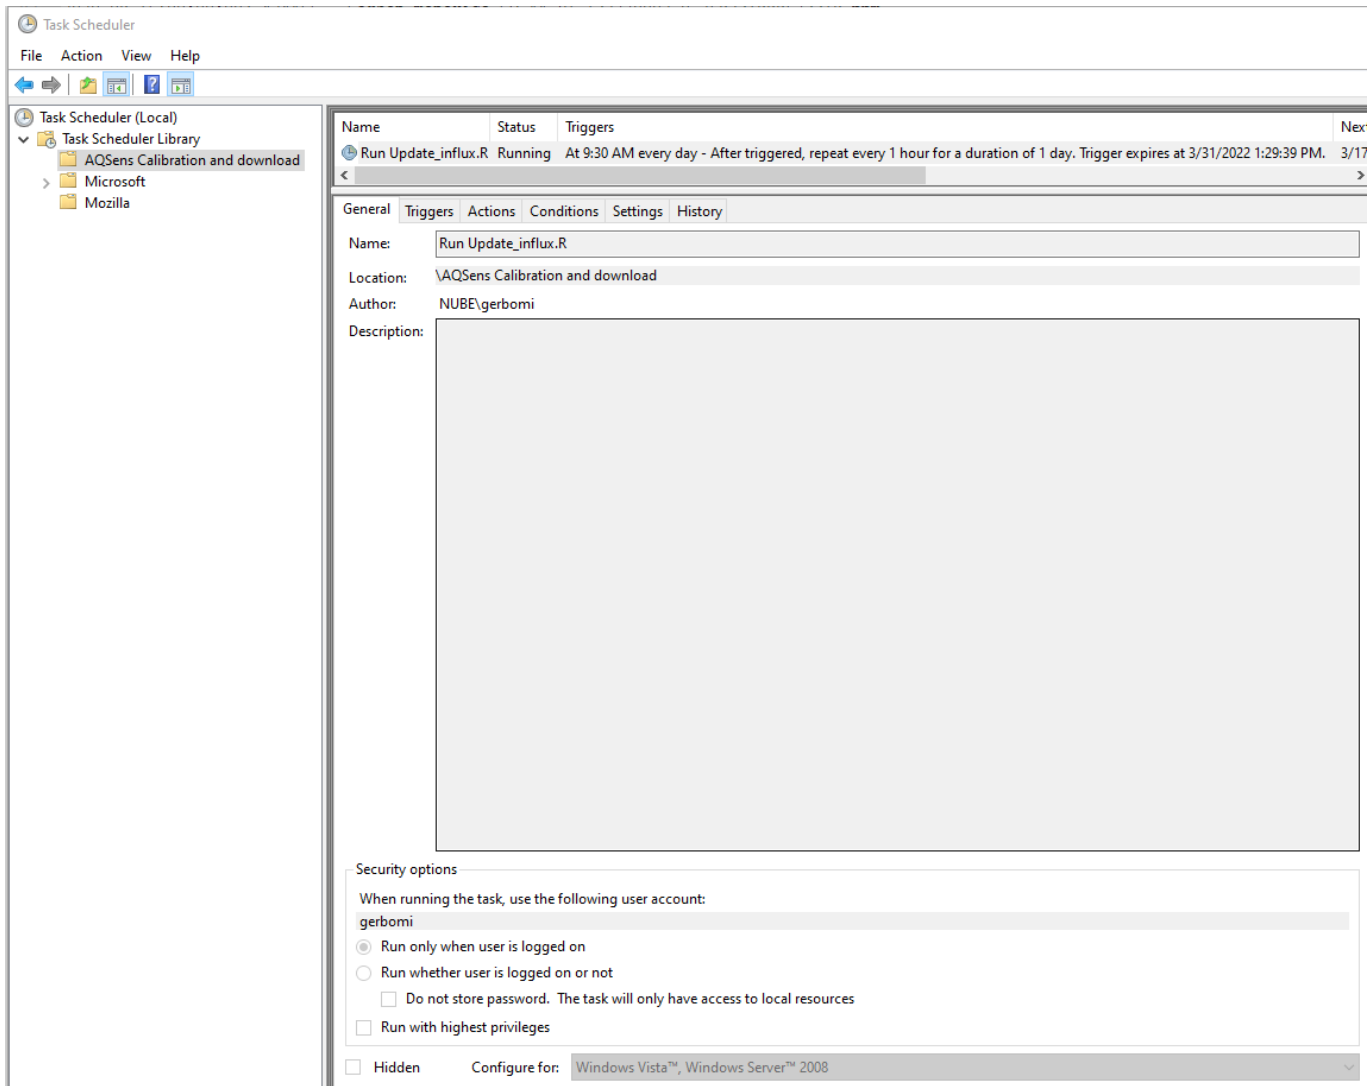 Task Scheduler
File Action View Help
Task Scheduler (Local)
Task Scheduler Library
AQSens Calibration and download
Microsoft
Mozilla
Name Status Triggers Next
Run Update_influx.R Running At 9:30 AM every day - After triggered, repeat every 1 hour for a duration of 1 day. Trigger expires at 3/31/2022 1:29:39 PM. 3/17
General Triggers Actions Conditions Settings History
Name: Run Update_influx.R
Location: \AQSens Calibration and download
Author: NUBE\gerbomi
Description:
Security options
When running the task, use the following user account:
gerbomi
Run only when user is logged on
Run whether user is logged on or not
Do not store password. The task will only have access to local resources
Run with highest privileges
Hidden Configure for: Windows Vista™, Windows Server™ 2008